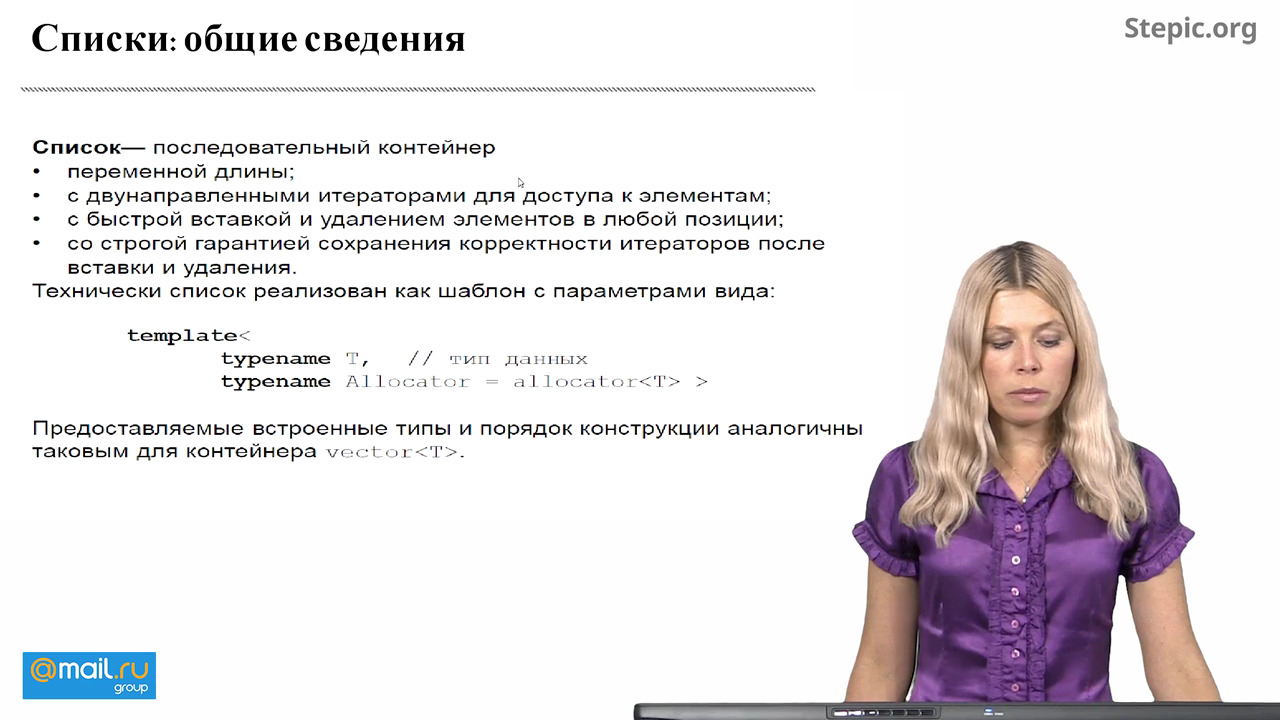 Списки: общие сведения
Stepic.org
Список— последовательный контейнер
• переменной длины;
• с двунаправленными итераторами для доступа к элементам;
• с быстрой вставкой и удалением элементов в любой позиции;
• со строгой гарантией сохранения корректности итераторов после
вставки и удаления.
Технически список реализован как шаблон с параметрами вида:
template<
typename T, // тип данных
typename Allocator = allocator<T> >
Предоставляемые встроенные типы и порядок конструкции аналогичны
таковым для контейнера vector<T>.
@mail.ru
group